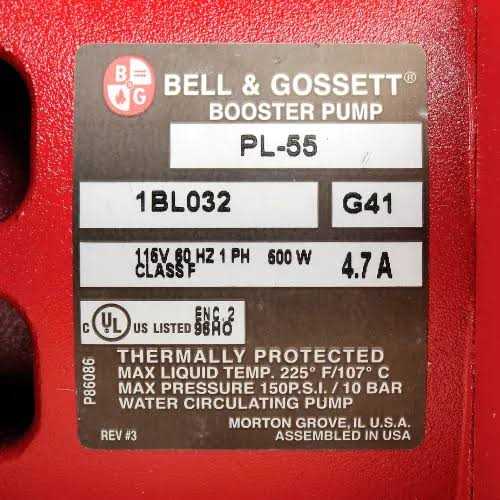 B&G
BELL & GOSSETT®
BOOSTER PUMP
PL-55
1BL032 G41
115V 60 HZ 1 PH 500 W
CLASS F 4.7 A
C UL US LISTED ENC. 2
96HO
P86086
THERMALLY PROTECTED
MAX LIQUID TEMP. 225° F/107° C
MAX PRESSURE 150P.S.I. / 10 BAR
WATER CIRCULATING PUMP
MORTON GROVE, IL U.S.A.
REV #3 ASSEMBLED IN USA